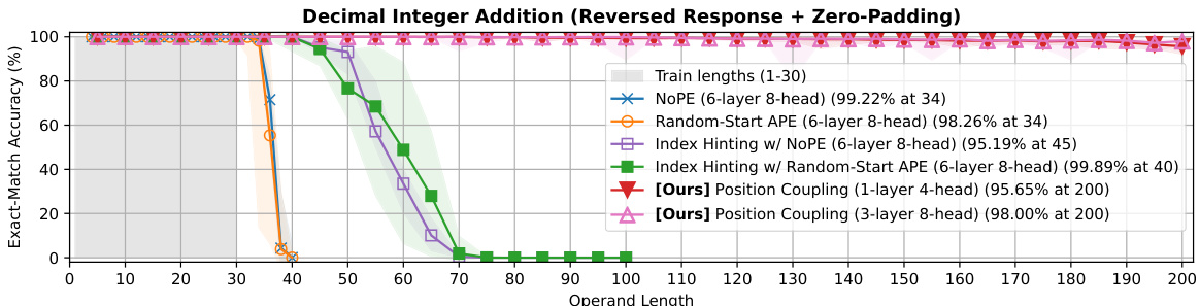 Decimal Integer Addition (Reversed Response + Zero-Padding)
Exact-Match Accuracy (%)
100
80
60
40
20
0
Train lengths (1-30)
NoPE (6-layer 8-head) (99.22% at 34)
Random-Start APE (6-layer 8-head) (98.26% at 34)
Index Hinting w/ NoPE (6-layer 8-head) (95.19% at 45)
Index Hinting w/ Random-Start APE (6-layer 8-head) (99.89% at 40)
[Ours] Position Coupling (1-layer 4-head) (95.65% at 200)
[Ours] Position Coupling (3-layer 8-head) (98.00% at 200)
0 10 20 30 40 50 60 70 80 90 100 110 120 130 140 150 160 170 180 190 200
Operand Length